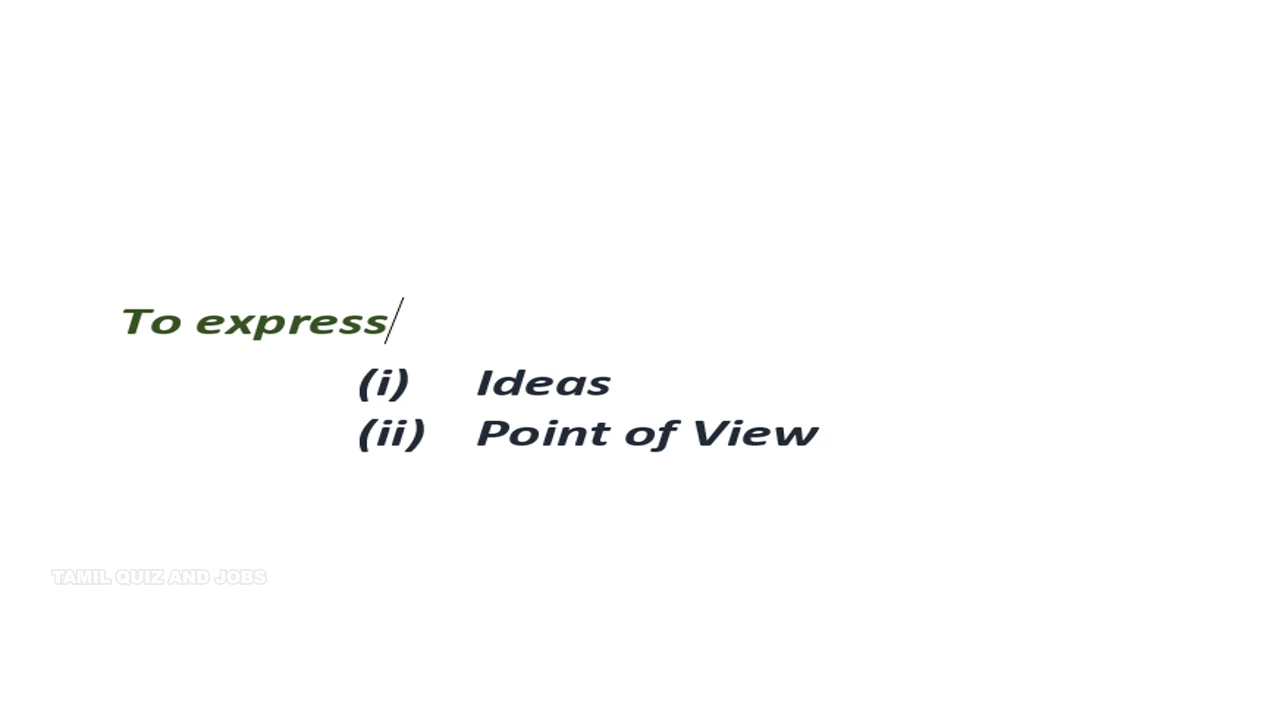 To express
(i) Ideas
(ii) Point of View
TAMIL QUIZ AND JOBS